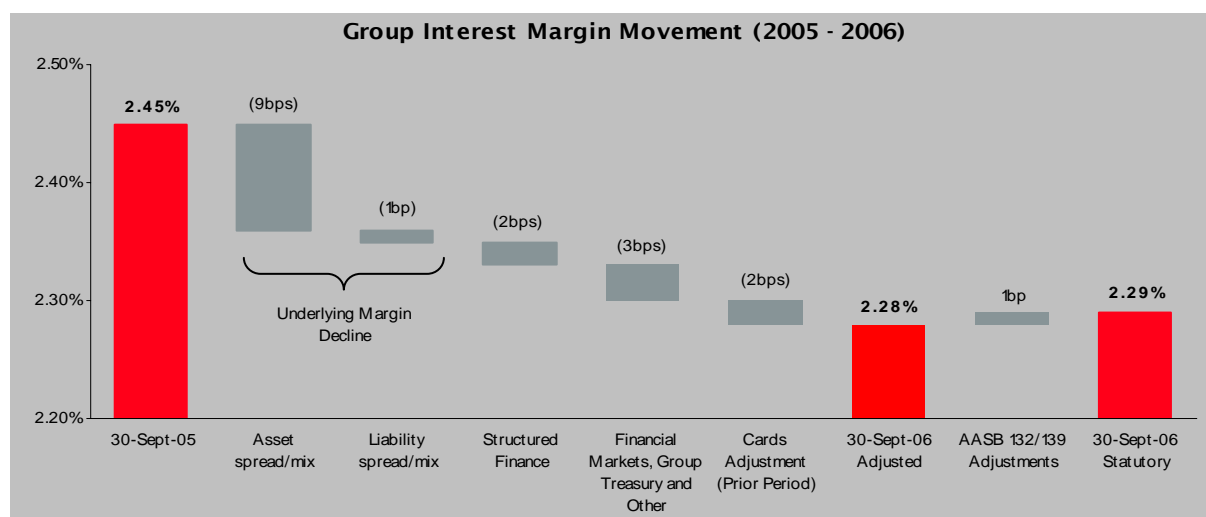 Group Interest Margin Movement (2005 - 2006)
2.50%
2.40%
2.30%
2.20%
2.45%
(9bps)
(1bp)
(2bps)
(3bps)
(2bps)
2.28%
1bp
2.29%
Underlying Margin
Decline
30-Sept-05
Asset
spread/mix
Liability
spread/mix
Structured
Finance
Financial
Markets, Group
Treasury and
Other
Cards
Adjustment
(Prior Period)
30-Sept-06
Adjusted
AASB 132/139
Adjustments
30-Sept-06
Statutory